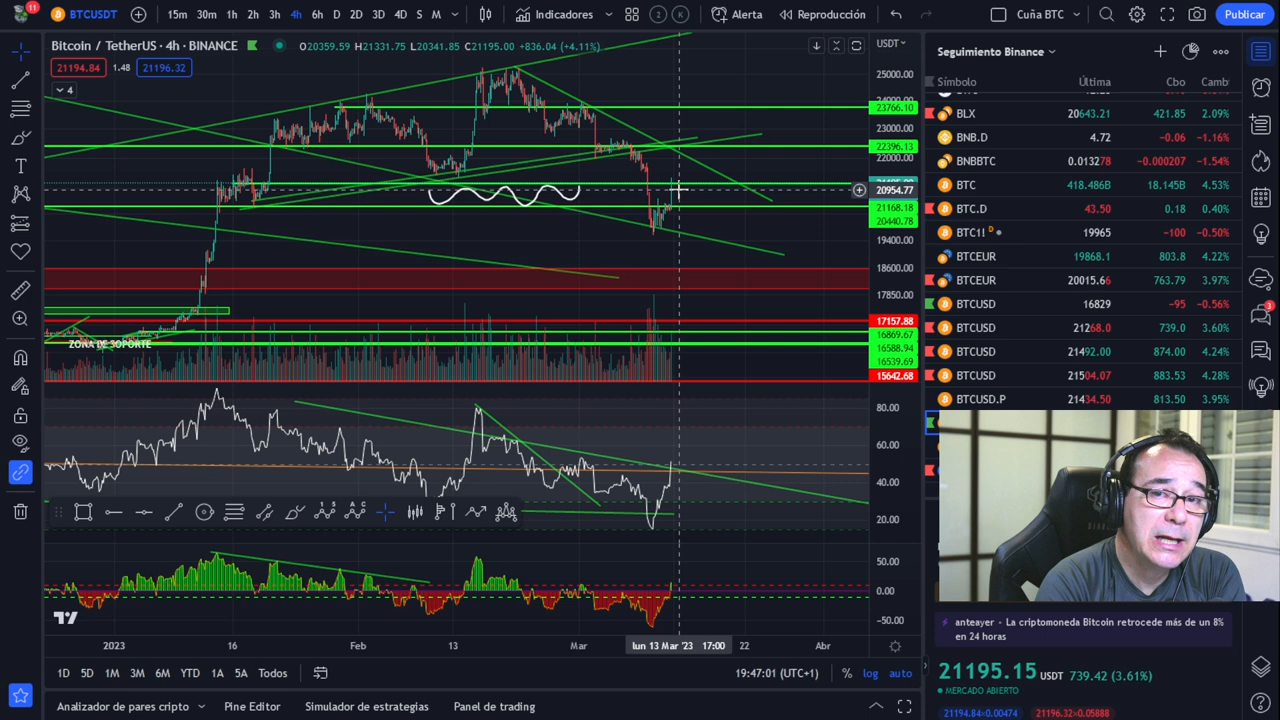 11
BTCUSDT
15m 30m 1h 2h 3h 4h 6h D 2D 3D 4D S M
Indicadores
2 K
Alerta
Reproducción
Cuña BTC
Publicar
Bitcoin / TetherUS · 4h · BINANCE
O20359.59 H21331.75 L20341.85 C21195.00 +836.04 (+4.11%)
USDT
21194.84 1.48 21196.32
4
25000.00
23766.10
23000.00
22396.13
22000.00
20954.77
21168.18
20440.78
19400.00
18600.00
17850.00
17157.88
16869.67
16588.94
16539.69
15642.68
ZONA DE SOPORTE
80.00
60.00
40.00
20.00
50.00
0.00
−50.00
2023 16 Feb 13 Mar lun 13 Mar '23 17:00 22 Abr
1D 5D 1M 3M 6M YTD 1A 5A Todos
19:47:01 (UTC+1) % log auto
Analizador de pares cripto Pine Editor Simulador de estrategias Panel de trading
Seguimiento Binance
Símbolo Última Cbo Camb
BLX 20643.21 421.85 2.09%
BNB.D 4.72 −0.06 −1.16%
BNBBTC 0.013278 −0.000207 −1.54%
BTC 418.486B 18.145B 4.53%
BTC.D 43.50 0.18 0.40%
BTC1! D 19965 −100 −0.50%
BTCEUR 19868.1 803.8 4.22%
BTCEUR 20015.66 763.79 3.97%
BTCUSD 16829 −95 −0.56%
BTCUSD 21268.0 739.0 3.60%
BTCUSD 21492.00 874.00 4.24%
BTCUSD 21504.07 883.53 4.28%
BTCUSD.P 21434.50 813.50 3.95%
3
anteayer · La criptomoneda Bitcoin retrocede más de un 8%
en 24 horas
21195.15 USDT 739.42 (3.61%)
MERCADO ABIERTO
21194.84×0.00474 21196.32×0.05888